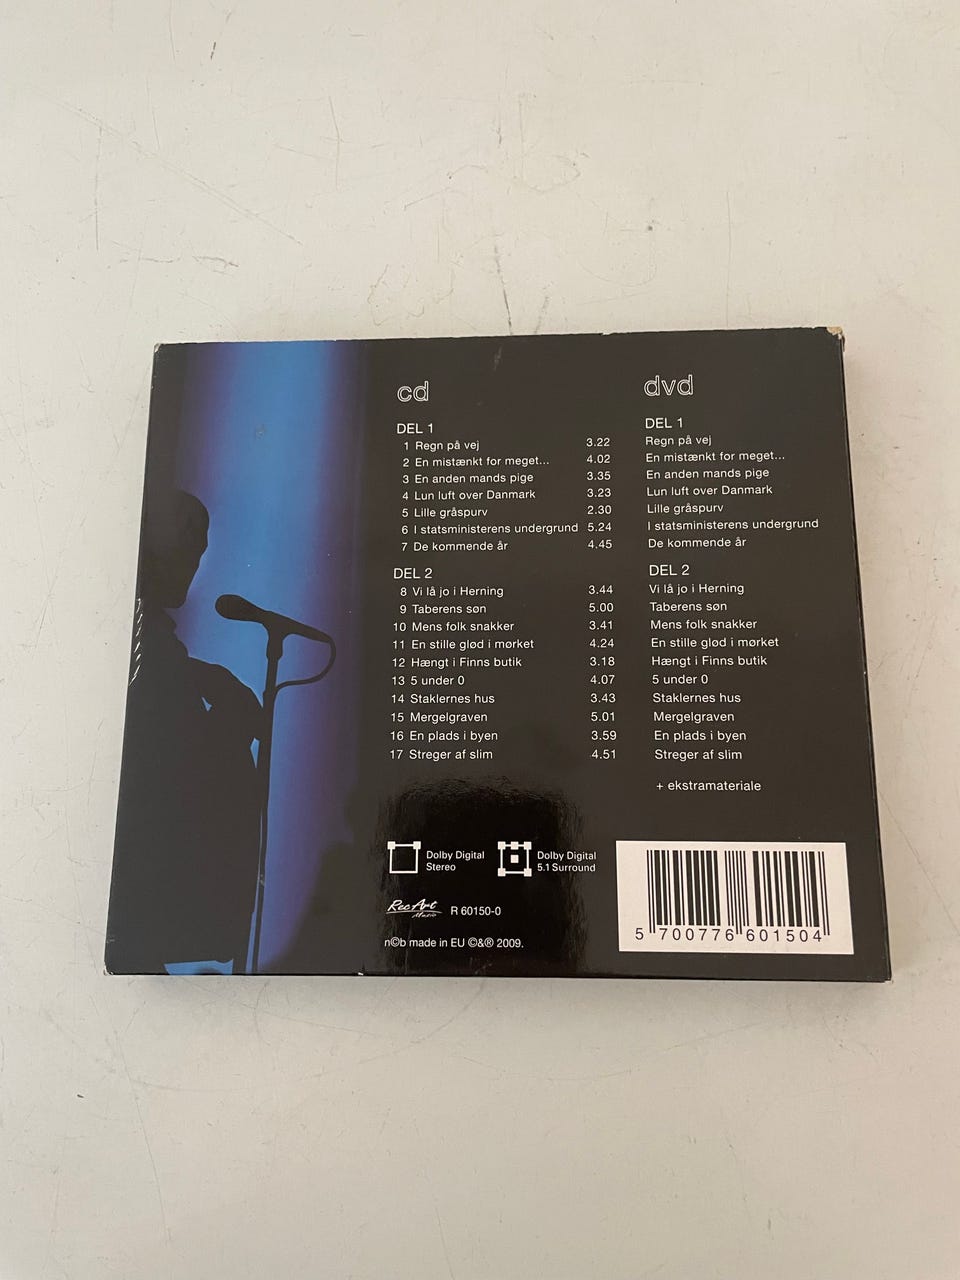 cd
DEL 1
1 Regn på vej 3.22
2 En mistænkt for meget... 4.02
3 En anden mands pige 3.35
4 Lun luft over Danmark 3.23
5 Lille gråspurv 2.30
6 I statsministerens undergrund 5.24
7 De kommende år 4.45
DEL 2
8 Vi lå jo i Herning 3.44
9 Taberens søn 5.00
10 Mens folk snakker 3.41
11 En stille glød i mørket 4.24
12 Hængt i Finns butik 3.18
13 5 under 0 4.07
14 Staklernes hus 3.43
15 Mergelgraven 5.01
16 En plads i byen 3.59
17 Streger af slim 4.51
dvd
DEL 1
Regn på vej
En mistænkt for meget...
En anden mands pige
Lun luft over Danmark
Lille gråspurv
I statsministerens undergrund
De kommende år
DEL 2
Vi lå jo i Herning
Taberens søn
Mens folk snakker
En stille glød i mørket
Hængt i Finns butik
5 under 0
Staklernes hus
Mergelgraven
En plads i byen
Streger af slim
+ ekstramateriale
Dolby Digital
Stereo
Dolby Digital
5.1 Surround
RecArt
Music
R 60150-0
n©b made in EU ©&® 2009.
5 700776 601504